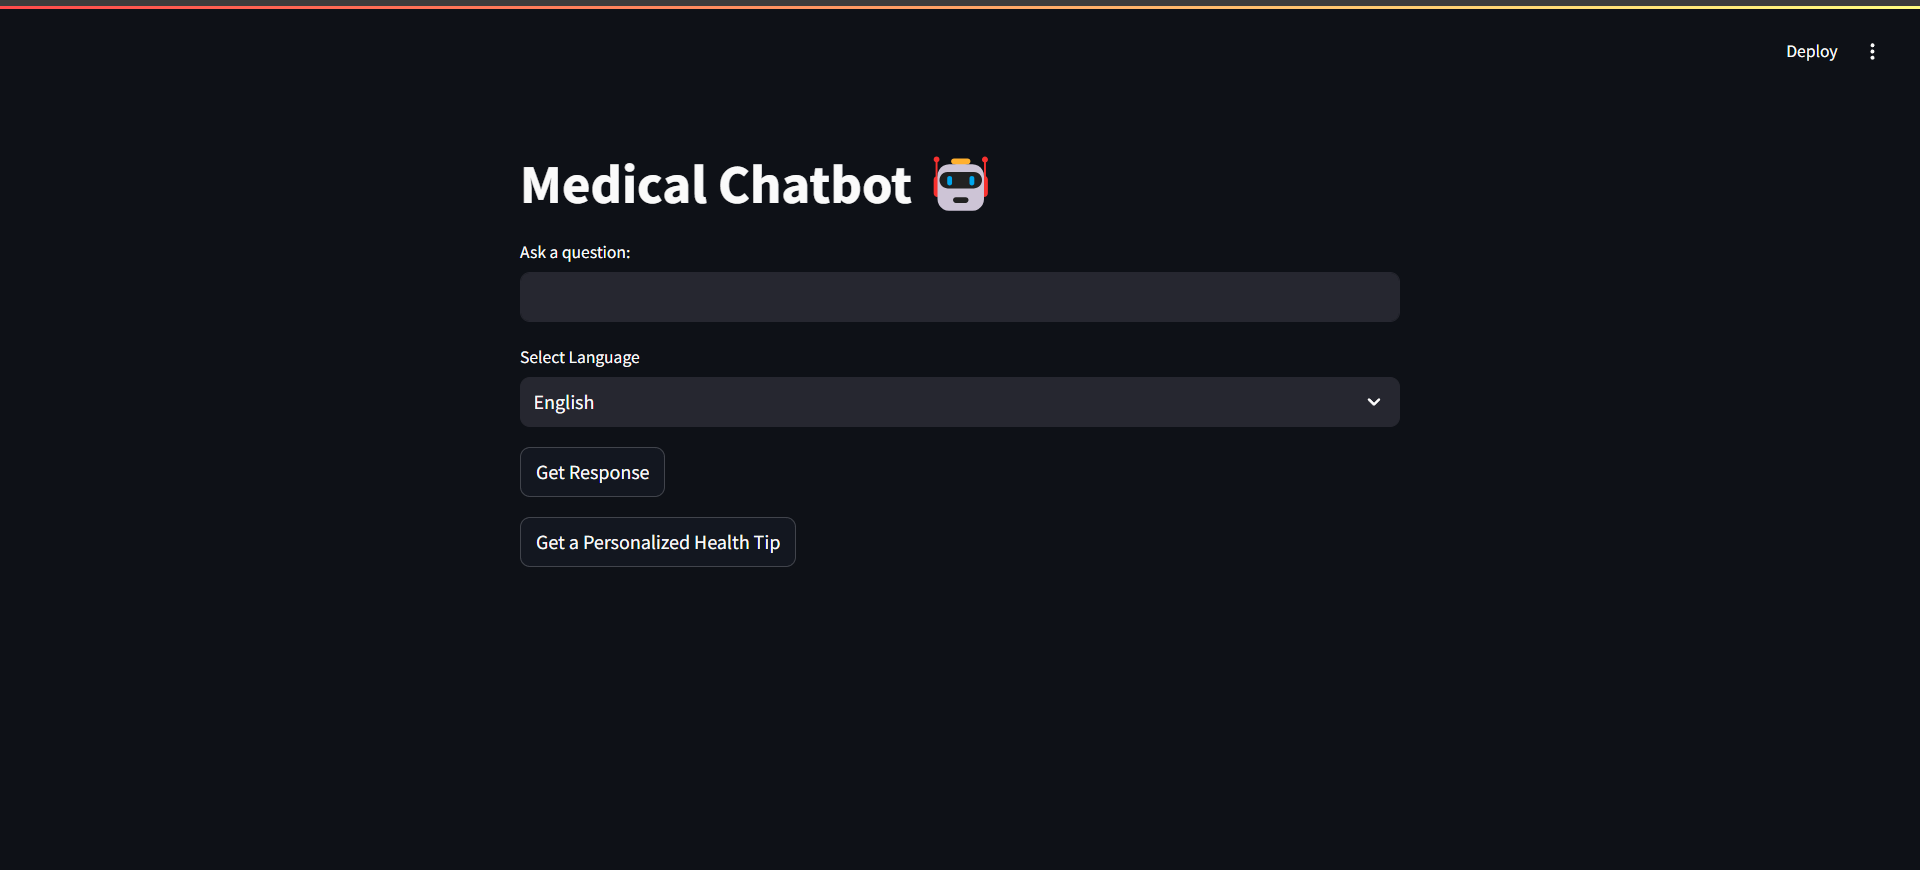 Deploy
Medical Chatbot
Ask a question:
Select Language
English
Get Response
Get a Personalized Health Tip